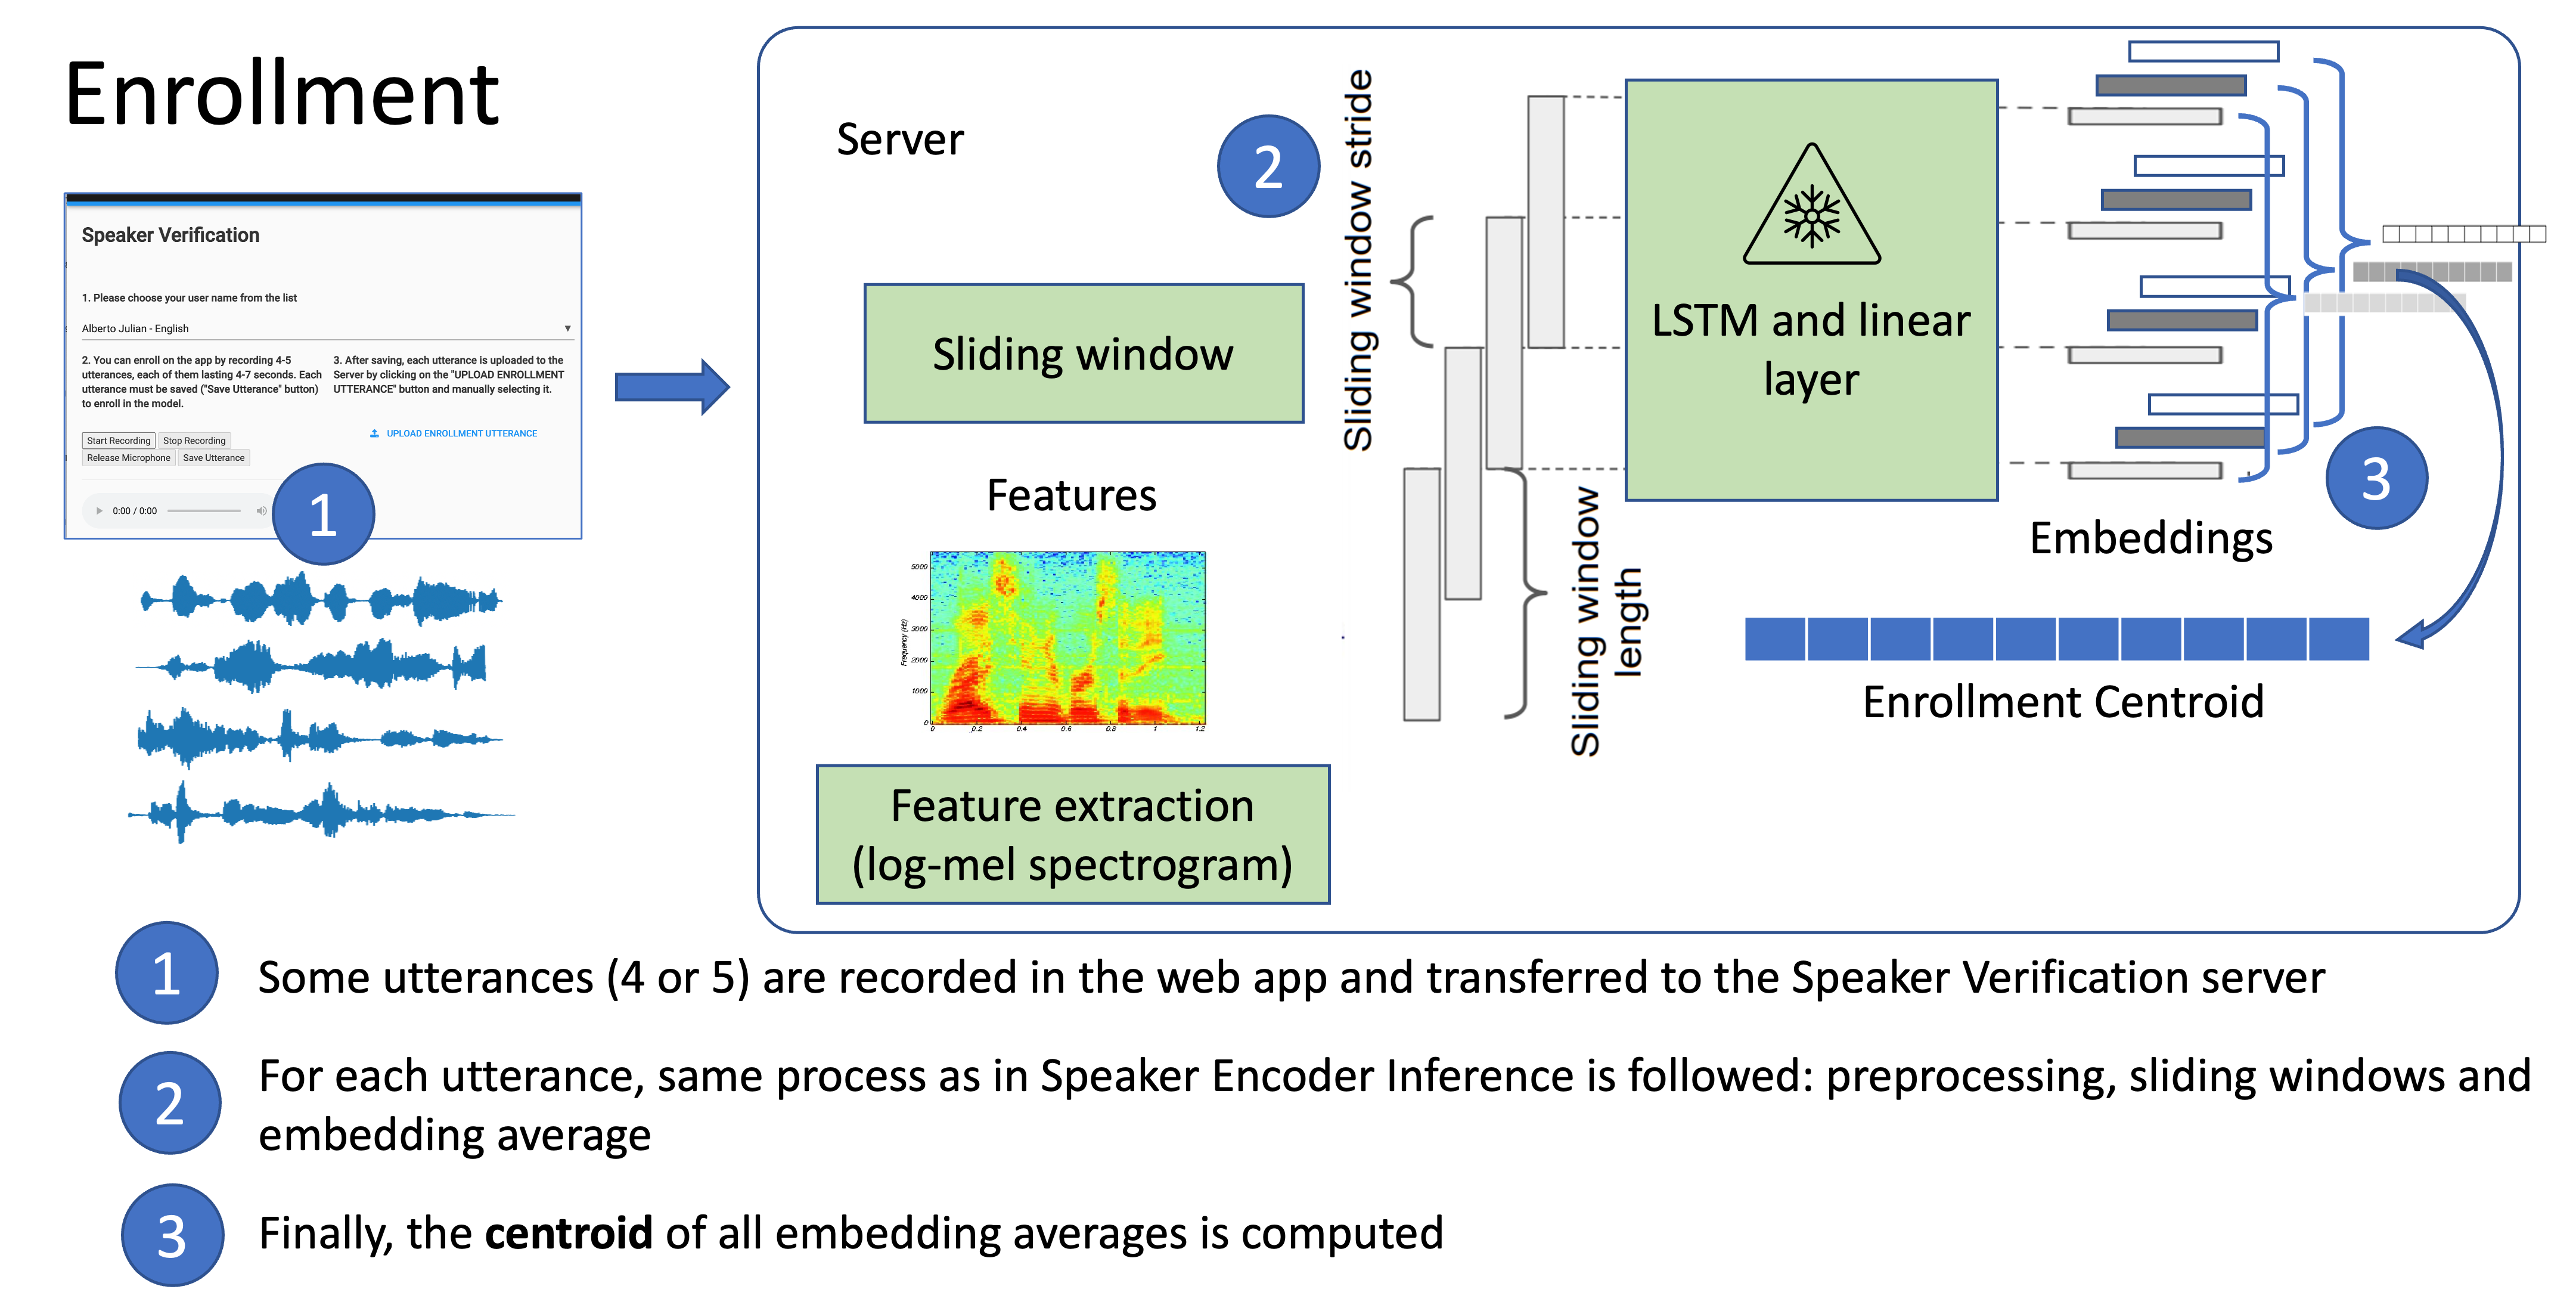 Enrollment
Speaker Verification
1. Please choose your user name from the list
Alberto Julian - English
2. You can enroll on the app by recording 4-5
utterances, each of them lasting 4-7 seconds. Each
utterance must be saved ("Save Utterance" button)
to enroll in the model.
3. After saving, each utterance is uploaded to the
Server by clicking on the "UPLOAD ENROLLMENT
UTTERANCE" button and manually selecting it.
Start Recording
Stop Recording
Release Microphone
Save Utterance
UPLOAD ENROLLMENT UTTERANCE
0:00 / 0:00
1
Server
2
Sliding window
Features
Frequency (Hz)
5000
4000
3000
2000
1000
0
0 0.2 0.4 0.6 0.8 1 1.2
Feature extraction
(log-mel spectrogram)
Sliding window stride
Sliding window
length
LSTM and linear
layer
3
Embeddings
Enrollment Centroid
1
Some utterances (4 or 5) are recorded in the web app and transferred to the Speaker Verification server
2
For each utterance, same process as in Speaker Encoder Inference is followed: preprocessing, sliding windows and
embedding average
3
Finally, the centroid of all embedding averages is computed